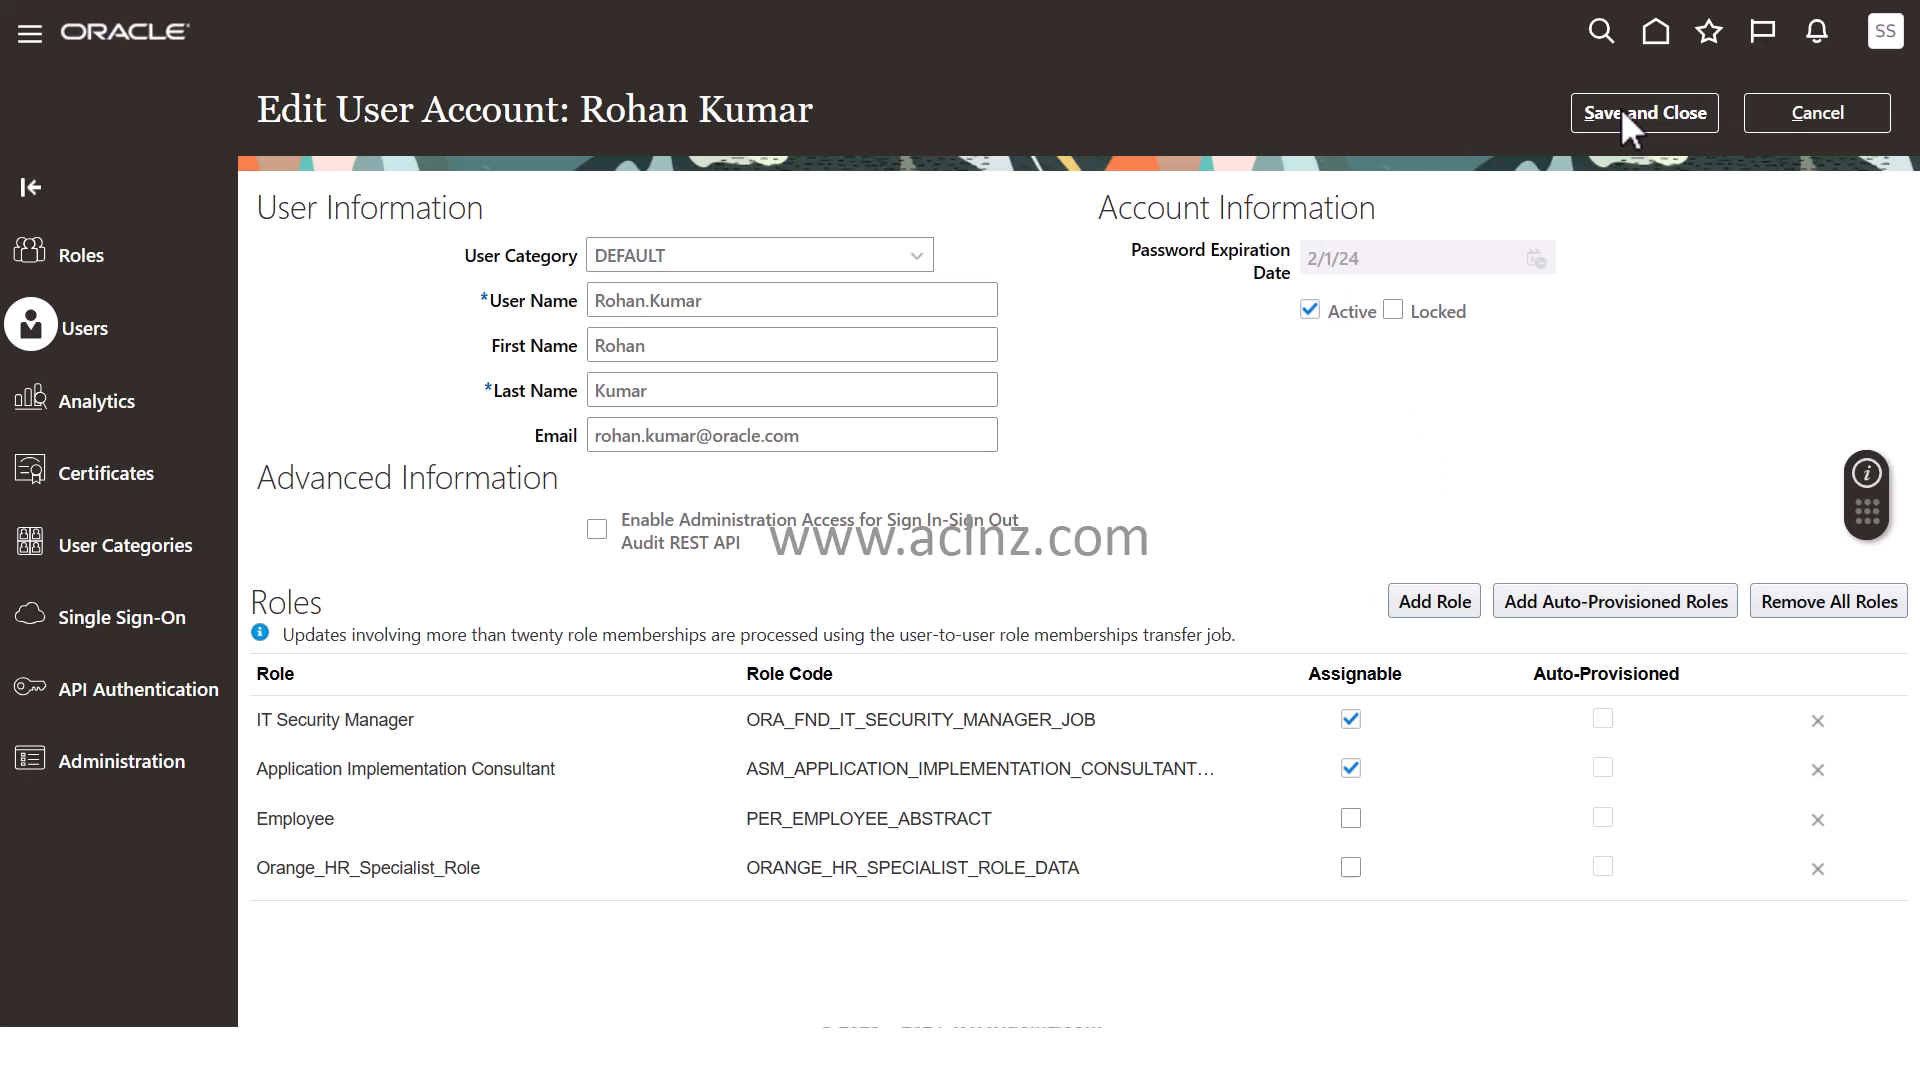 ORACLE
SS
Edit User Account: Rohan Kumar
Save and Close
Cancel
Roles
Users
Analytics
Certificates
User Categories
Single Sign-On
API Authentication
Administration
User Information
User Category DEFAULT
*User Name Rohan.Kumar
First Name Rohan
*Last Name Kumar
Email rohan.kumar@oracle.com
Account Information
Password Expiration
Date 2/1/24
Active Locked
Advanced Information
Enable Administration Access for Sign In-Sign Out
Audit REST API
www.aclnz.com
Roles
Add Role Add Auto-Provisioned Roles Remove All Roles
Updates involving more than twenty role memberships are processed using the user-to-user role memberships transfer job.
Role Role Code Assignable Auto-Provisioned
IT Security Manager ORA_FND_IT_SECURITY_MANAGER_JOB
Application Implementation Consultant ASM_APPLICATION_IMPLEMENTATION_CONSULTANT...
Employee PER_EMPLOYEE_ABSTRACT
Orange_HR_Specialist_Role ORANGE_HR_SPECIALIST_ROLE_DATA